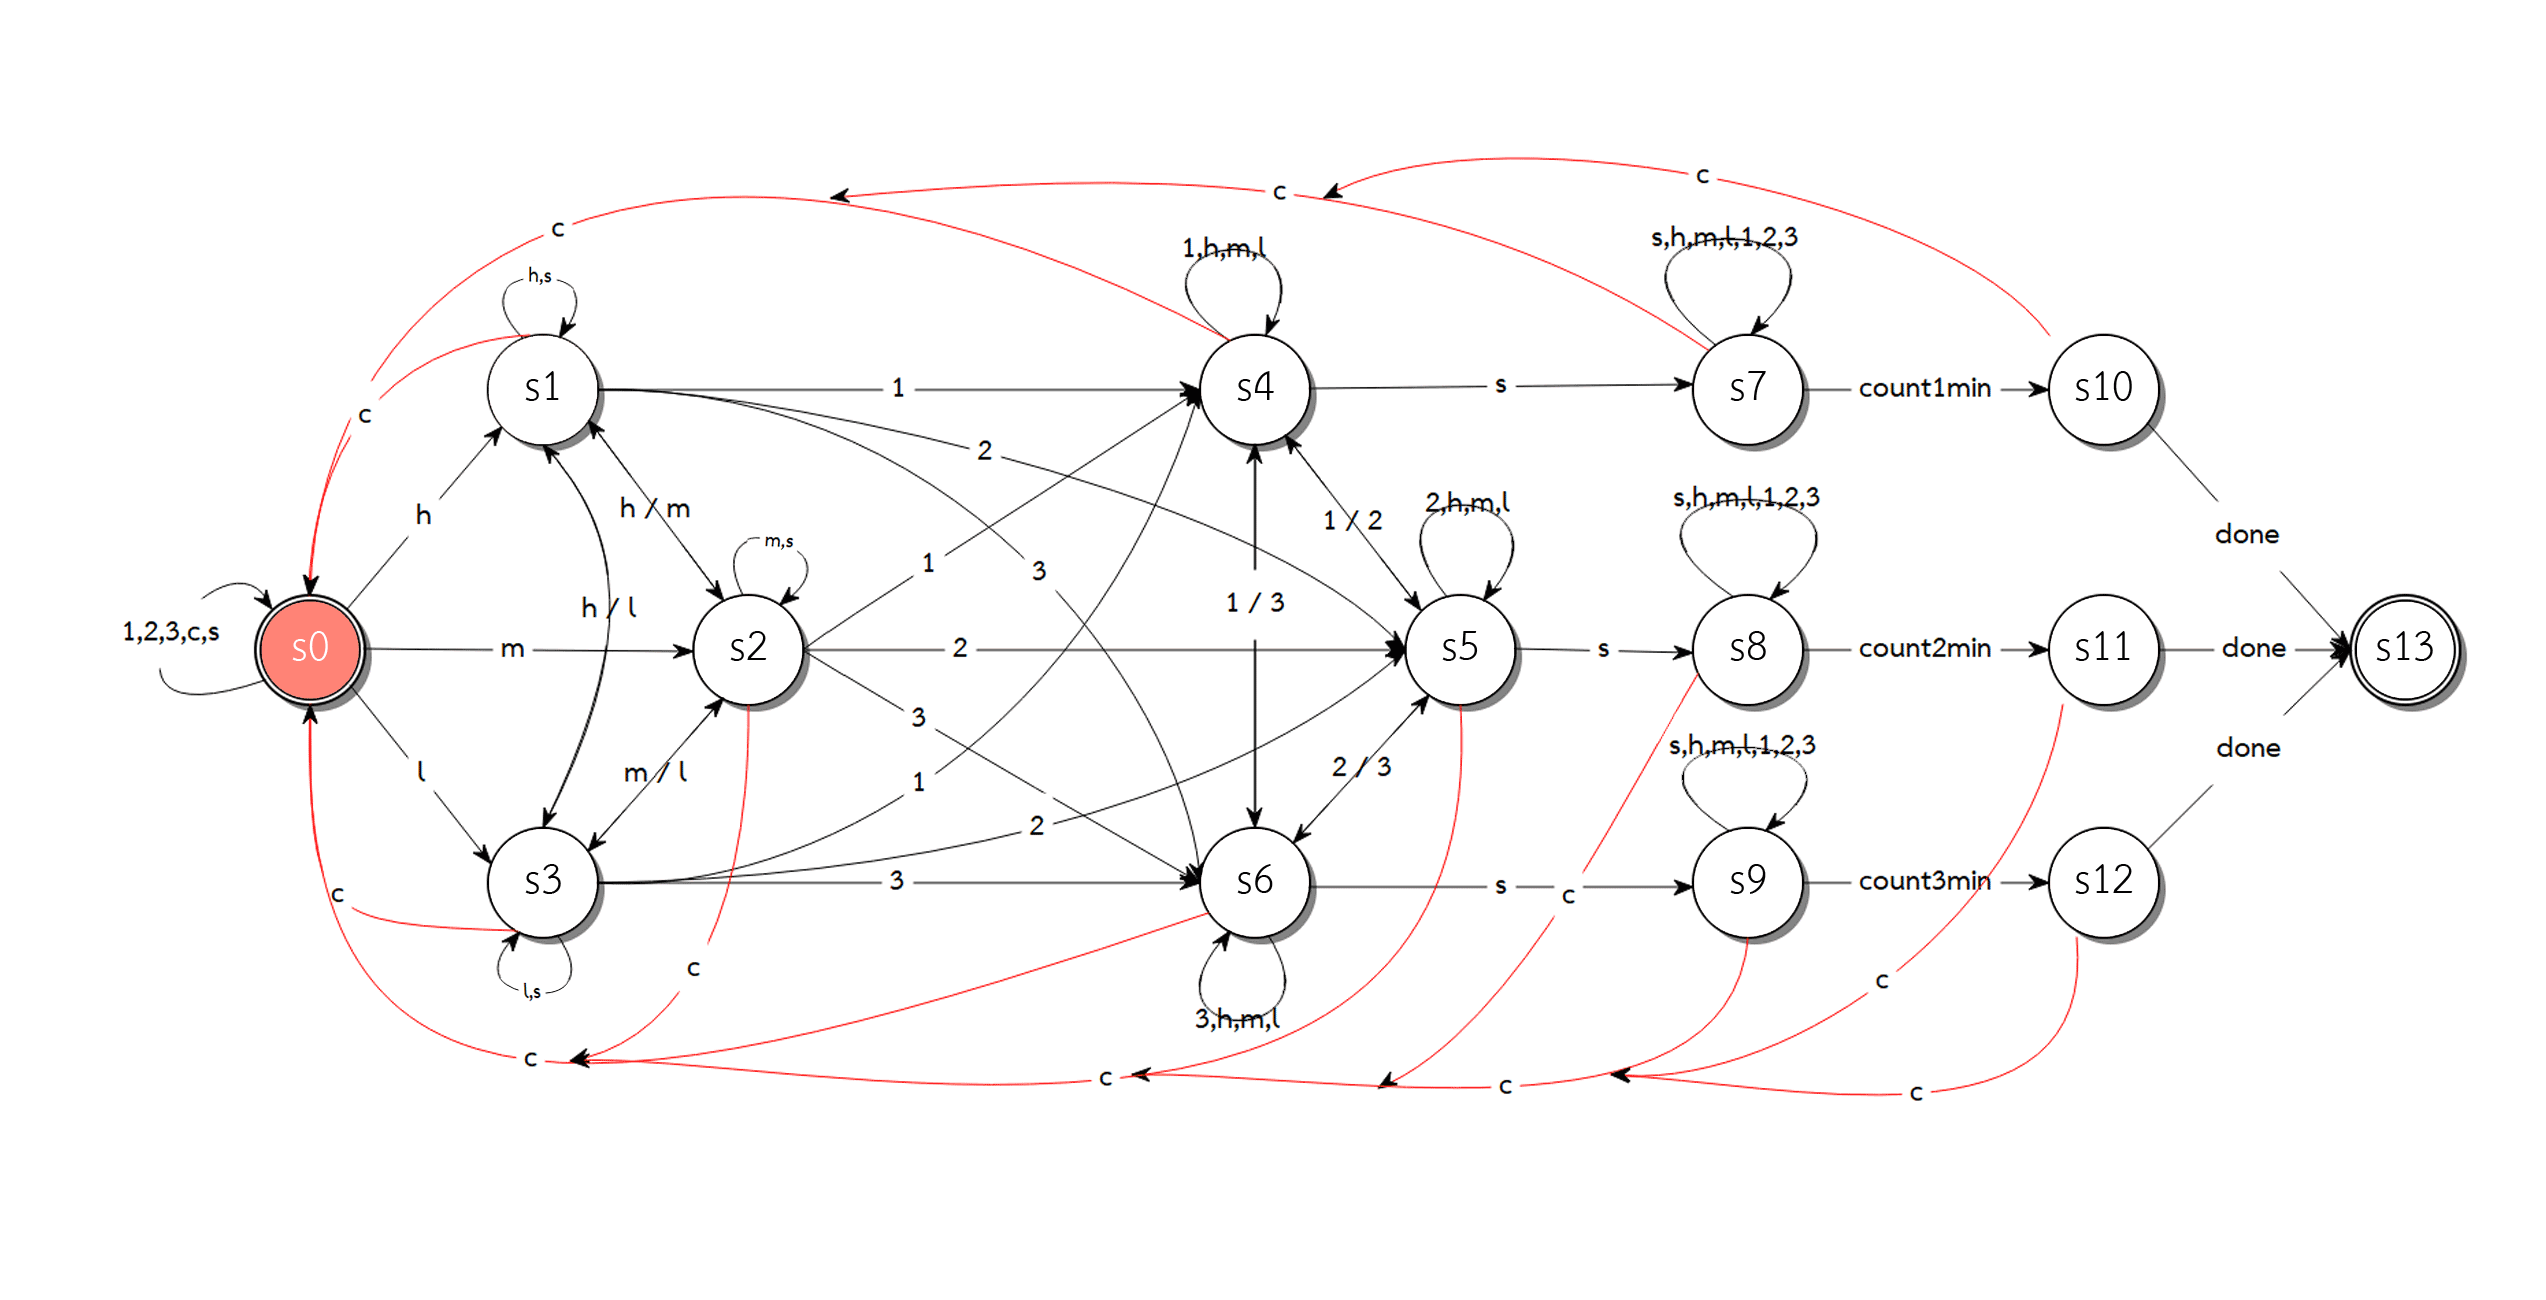 c
c
c
s,h,m,l,1,2,3
1,h,m,l
h,s
s1
1
s4
s
s7
count1min
s10
c
2
h
h / m
1 / 2
2,h,m,l
s,h,m,l,1,2,3
done
m,s
1
3
h / l
1 / 3
1,2,3,c,s
s0
m
s2
2
s5
s
s8
count2min
s11
done
s13
3
l
m / l
1
2 / 3
s,h,m,l,1,2,3
done
2
s3
3
s6
s
c
s9
count3min
s12
c
c
l,s
3,h,m,l
c
c
c
c
c